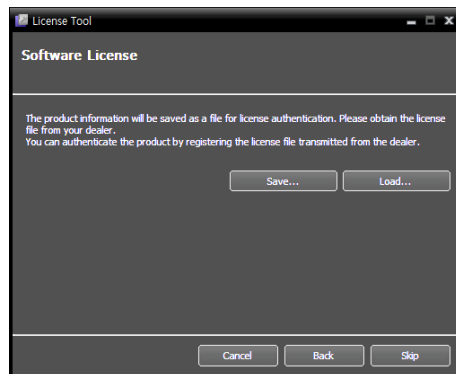 License Tool
Software License
The product information will be saved as a file for license authentication. Please obtain the license
file from your dealer.
You can authenticate the product by registering the license file transmitted from the dealer.
Save... Load...
Cancel Back Skip